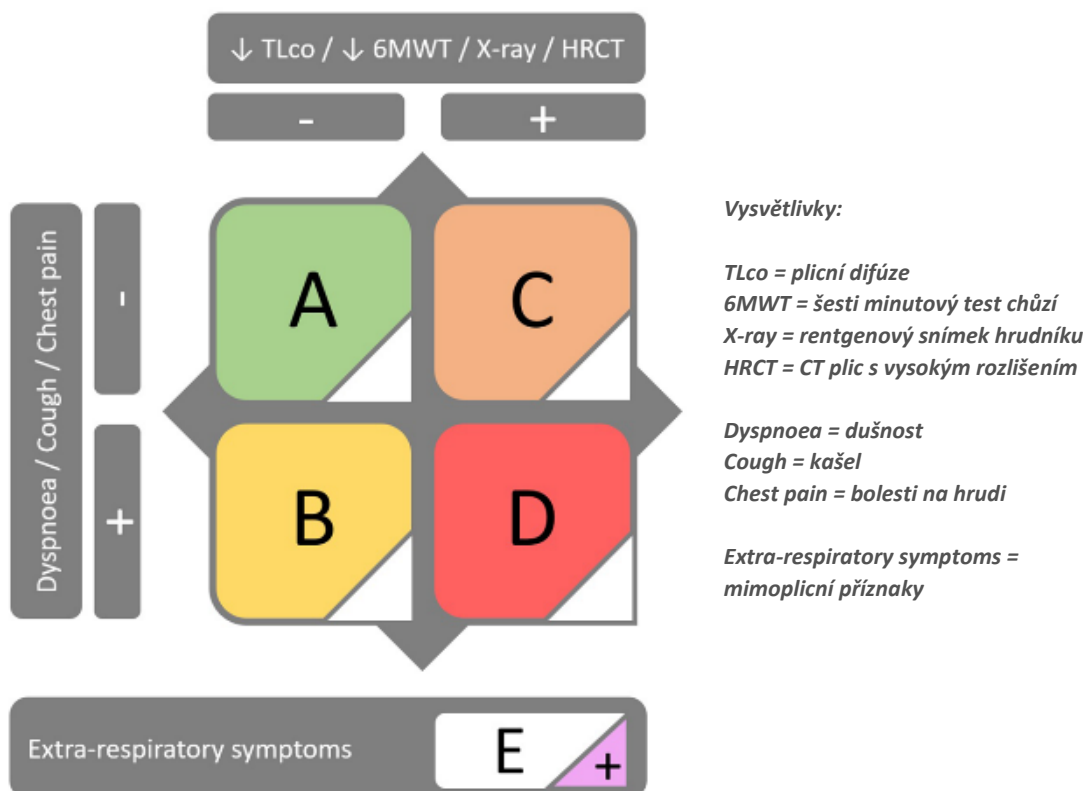 ↓ TLco / ↓ 6MWT / X-ray / HRCT
-
+
Dyspnoea / Cough / Chest pain
-
+
A
C
B
D
Extra-respiratory symptoms
E
+
Vysvětlivky:
TLco = plicní difúze
6MWT = šesti minutový test chůzí
X-ray = rentgenový snímek hrudníku
HRCT = CT plic s vysokým rozlišením
Dyspnoea = dušnost
Cough = kašel
Chest pain = bolesti na hrudi
Extra-respiratory symptoms =
mimoplicní příznaky